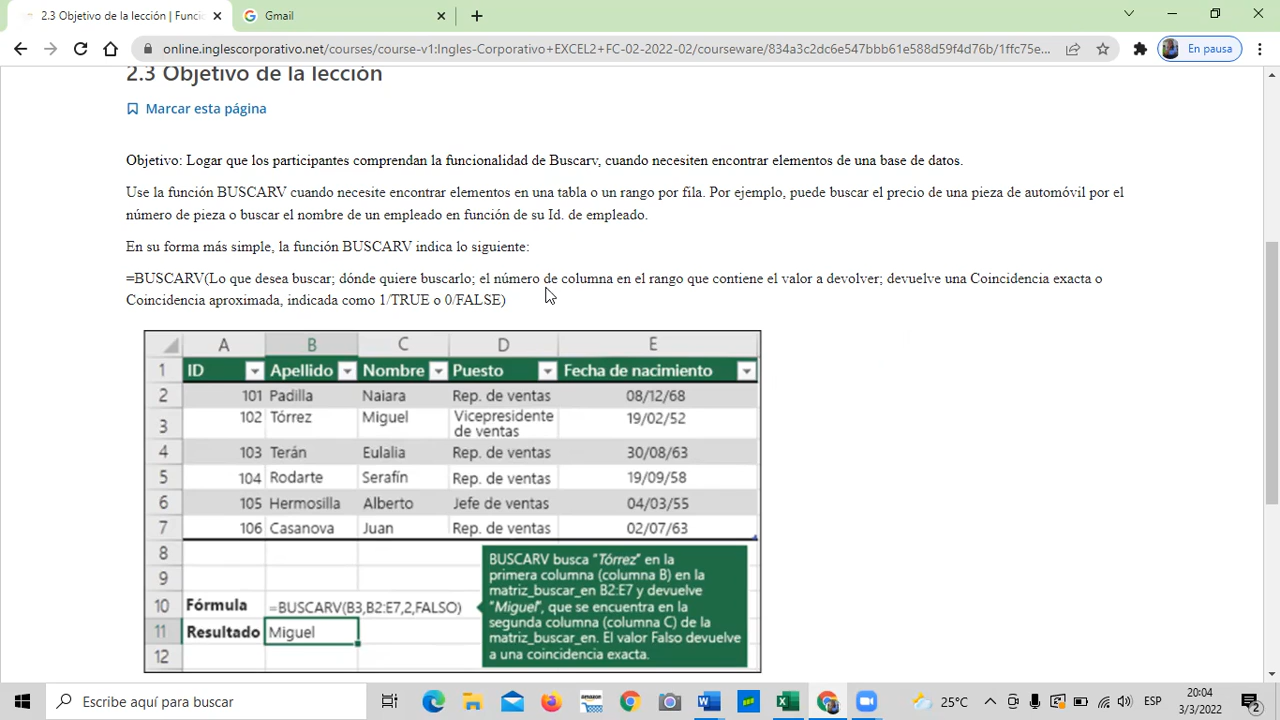 2.3 Objetivo de la lección | Funci
Gmail
online.inglescorporativo.net/courses/course-v1:Ingles-Corporativo+EXCEL2+FC-02-2022-02/courseware/834a3c2dc6e547bbb61e588d59f4d76b/1ffc75e...
En pausa
2.3 Objetivo de la lección
Marcar esta página
Objetivo: Logar que los participantes comprendan la funcionalidad de Buscarv, cuando necesiten encontrar elementos de una base de datos.
Use la función BUSCARV cuando necesite encontrar elementos en una tabla o un rango por fila. Por ejemplo, puede buscar el precio de una pieza de automóvil por el
número de pieza o buscar el nombre de un empleado en función de su Id. de empleado.
En su forma más simple, la función BUSCARV indica lo siguiente:
=BUSCARV(Lo que desea buscar; dónde quiere buscarlo; el número de columna en el rango que contiene el valor a devolver; devuelve una Coincidencia exacta o
Coincidencia aproximada, indicada como 1/TRUE o 0/FALSE)
A B C D E
1 ID Apellido Nombre Puesto Fecha de nacimiento
2 101 Padilla Naiara Rep. de ventas 08/12/68
3 102 Tórrez Miguel Vicepresidente de ventas 19/02/52
4 103 Terán Eulalia Rep. de ventas 30/08/63
5 104 Rodarte Serafín Rep. de ventas 19/09/58
6 105 Hermosilla Alberto Jefe de ventas 04/03/55
7 106 Casanova Juan Rep. de ventas 02/07/63
8
9
10 Fórmula =BUSCARV(B3,B2:E7,2,FALSO)
11 Resultado Miguel
12
BUSCARV busca "Tórrez" en la
primera columna (columna B) en la
matriz_buscar_en B2:E7 y devuelve
"Miguel", que se encuentra en la
segunda columna (columna C) de la
matriz_buscar_en. El valor Falso devuelve
a una coincidencia exacta.
Escribe aquí para buscar
amazon
25°C
ESP
20:04
3/3/2022
2